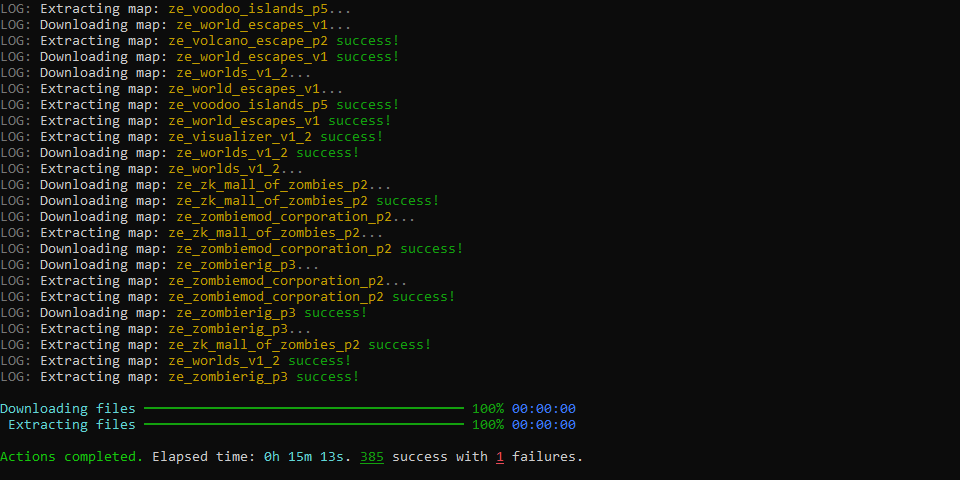 LOG: Extracting map: ze_voodoo_islands_p5...
LOG: Downloading map: ze_world_escapes_v1...
LOG: Extracting map: ze_volcano_escape_p2 success!
LOG: Downloading map: ze_world_escapes_v1 success!
LOG: Downloading map: ze_worlds_v1_2...
LOG: Extracting map: ze_world_escapes_v1...
LOG: Extracting map: ze_voodoo_islands_p5 success!
LOG: Extracting map: ze_world_escapes_v1 success!
LOG: Extracting map: ze_visualizer_v1_2 success!
LOG: Downloading map: ze_worlds_v1_2 success!
LOG: Extracting map: ze_worlds_v1_2...
LOG: Downloading map: ze_zk_mall_of_zombies_p2...
LOG: Downloading map: ze_zk_mall_of_zombies_p2 success!
LOG: Downloading map: ze_zombiemod_corporation_p2...
LOG: Extracting map: ze_zk_mall_of_zombies_p2...
LOG: Downloading map: ze_zombiemod_corporation_p2 success!
LOG: Downloading map: ze_zombierig_p3...
LOG: Extracting map: ze_zombiemod_corporation_p2...
LOG: Extracting map: ze_zombiemod_corporation_p2 success!
LOG: Downloading map: ze_zombierig_p3 success!
LOG: Extracting map: ze_zombierig_p3...
LOG: Extracting map: ze_zk_mall_of_zombies_p2 success!
LOG: Extracting map: ze_worlds_v1_2 success!
LOG: Extracting map: ze_zombierig_p3 success!
Downloading files 100% 00:00:00
Extracting files 100% 00:00:00
Actions completed. Elapsed time: 0h 15m 13s. 385 success with 1 failures.